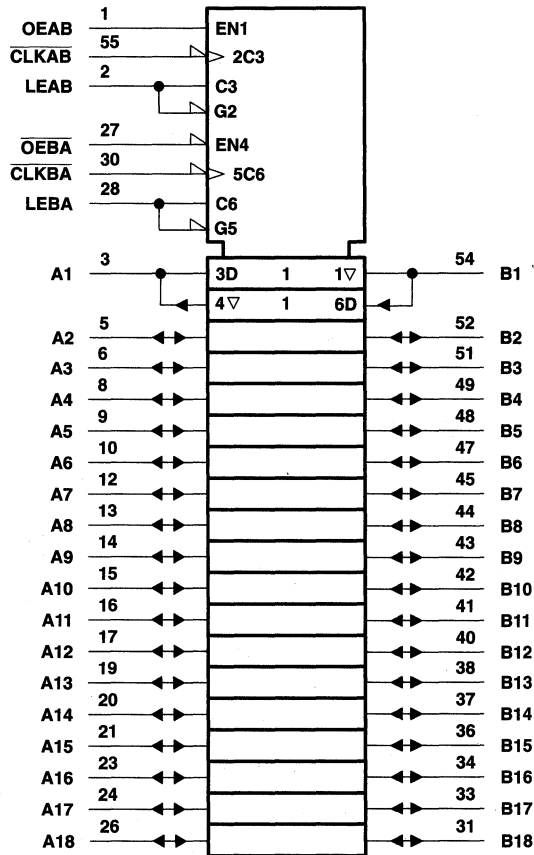 1
OEAB EN1
55
CLKAB 2C3
2
LEAB C3
G2
27
OEBA EN4
30
CLKBA 5C6
28
LEBA C6
G5
3 54
A1 3D 1 1▽ B1
4▽ 1 6D
5 52
A2 B2
6 51
A3 B3
8 49
A4 B4
9 48
A5 B5
10 47
A6 B6
12 45
A7 B7
13 44
A8 B8
14 43
A9 B9
15 42
A10 B10
16 41
A11 B11
17 40
A12 B12
19 38
A13 B13
20 37
A14 B14
21 36
A15 B15
23 34
A16 B16
24 33
A17 B17
26 31
A18 B18